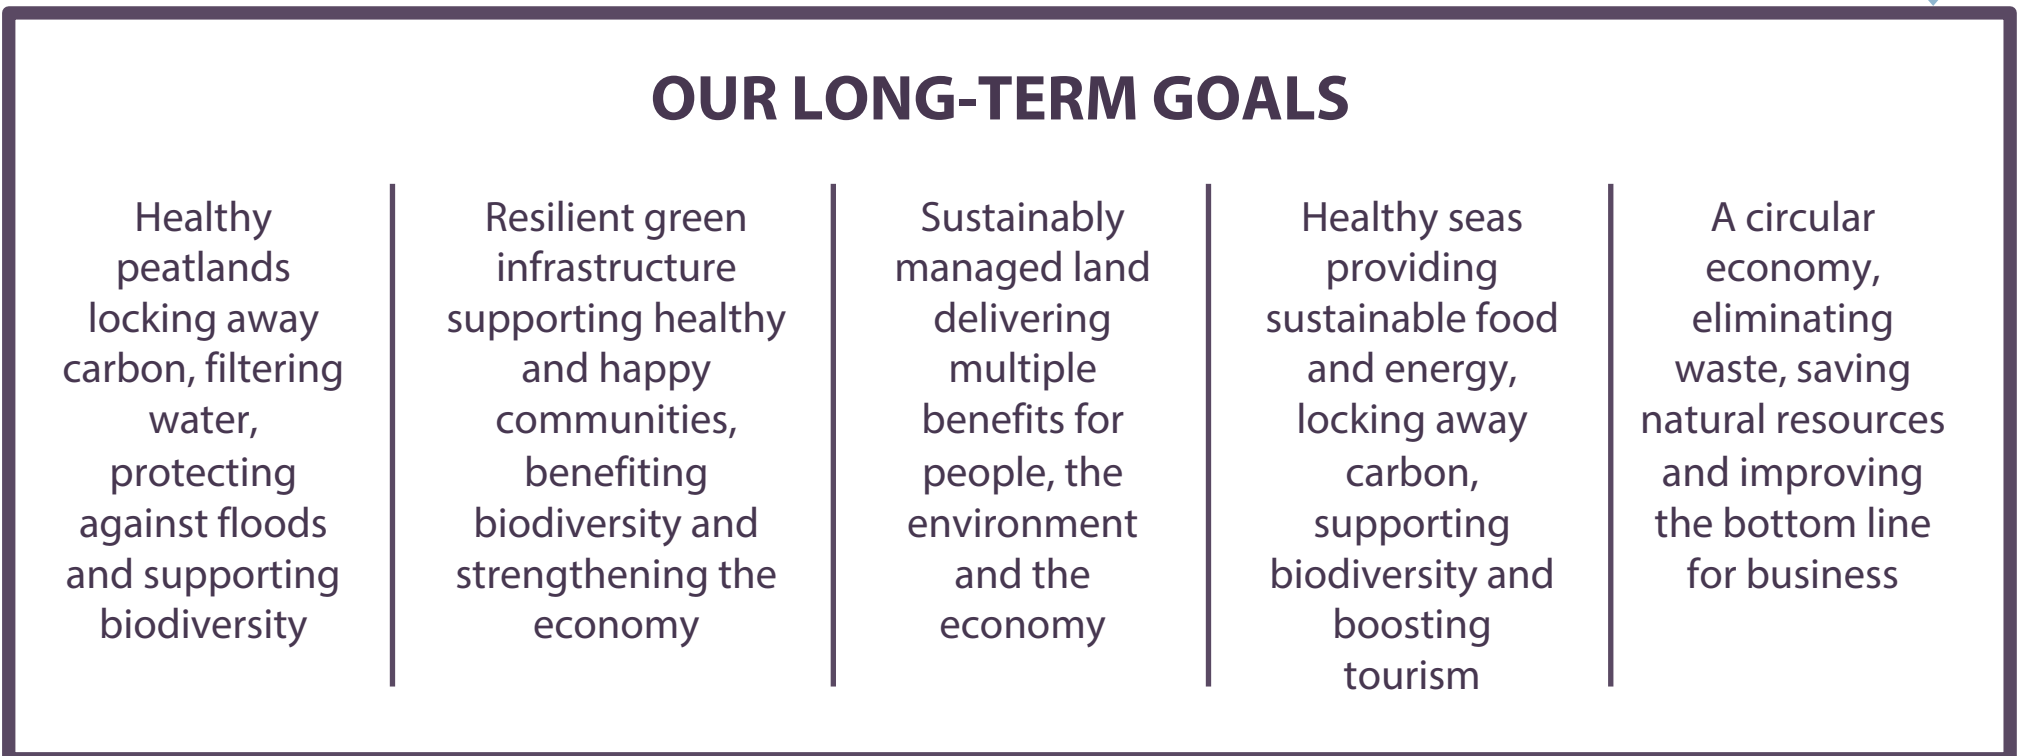 OUR LONG-TERM GOALS
Healthy
peatlands
locking away
carbon, filtering
water,
protecting
against floods
and supporting
biodiversity
Resilient green
infrastructure
supporting healthy
and happy
communities,
benefiting
biodiversity and
strengthening the
economy
Sustainably
managed land
delivering
multiple
benefits for
people, the
environment
and the
economy
Healthy seas
providing
sustainable food
and energy,
locking away
carbon,
supporting
biodiversity and
boosting
tourism
A circular
economy,
eliminating
waste, saving
natural resources
and improving
the bottom line
for business